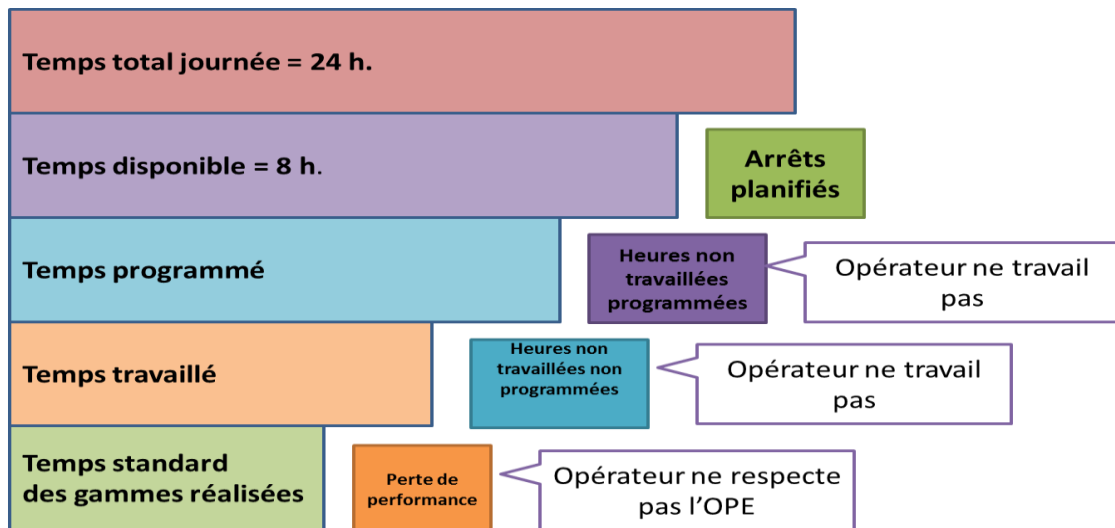 Temps total journée = 24 h.
Temps disponible = 8 h.
Arrêts
planifiés
Temps programmé
Heures non
travaillées
programmées
Opérateur ne travail
pas
Temps travaillé
Heures non
travaillées non
programmées
Opérateur ne travail
pas
Temps standard
des gammes réalisées
Perte de
performance
Opérateur ne respecte
pas l’OPE